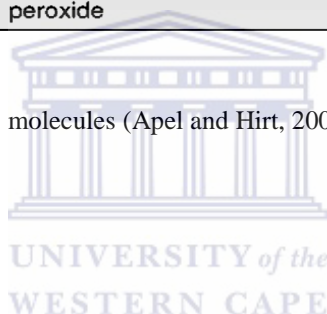 peroxide
molecules (Apel and Hirt, 200
UNIVERSITY of the
WESTERN CAPE